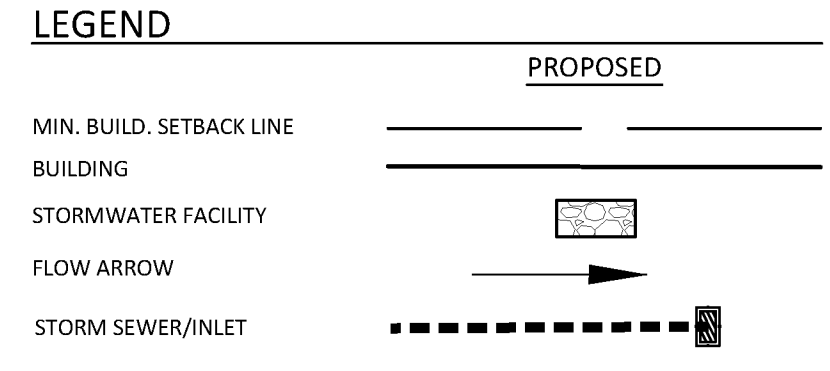 LEGEND
PROPOSED
MIN. BUILD. SETBACK LINE
BUILDING
STORMWATER FACILITY
FLOW ARROW
STORM SEWER/INLET